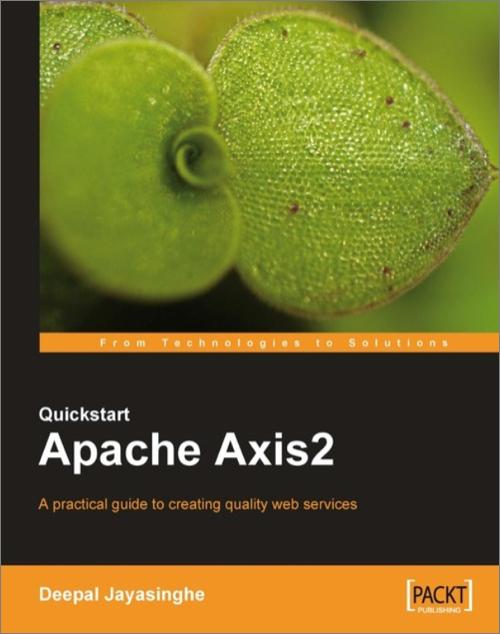 From Technologies to Solutions
Quickstart
Apache Axis2
A practical guide to creating quality web services
Deepal Jayasinghe
[PACKT]
PUBLISHING